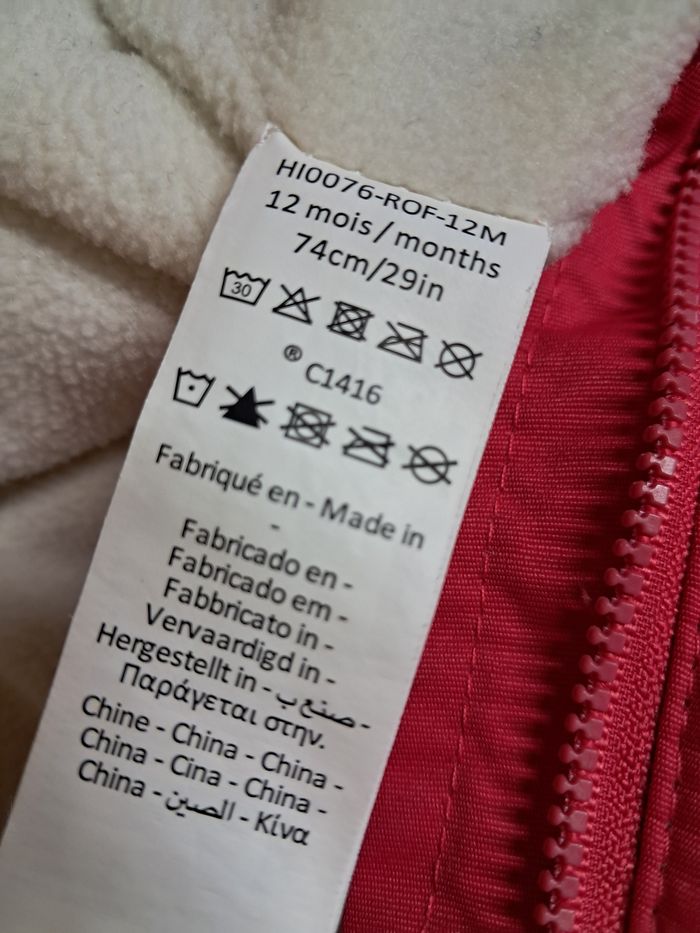 HI0076-ROF-12M
12 mois / months
74cm/29in
30
® C1416
Fabriqué en - Made in
-
Fabricado en -
Fabricado em -
Fabbricato in -
Vervaardigd in -
Hergestellt in - صنع ب -
Παράγεται στην.
Chine - China - China -
China - Cina - China -
China - الصين - Κίνα